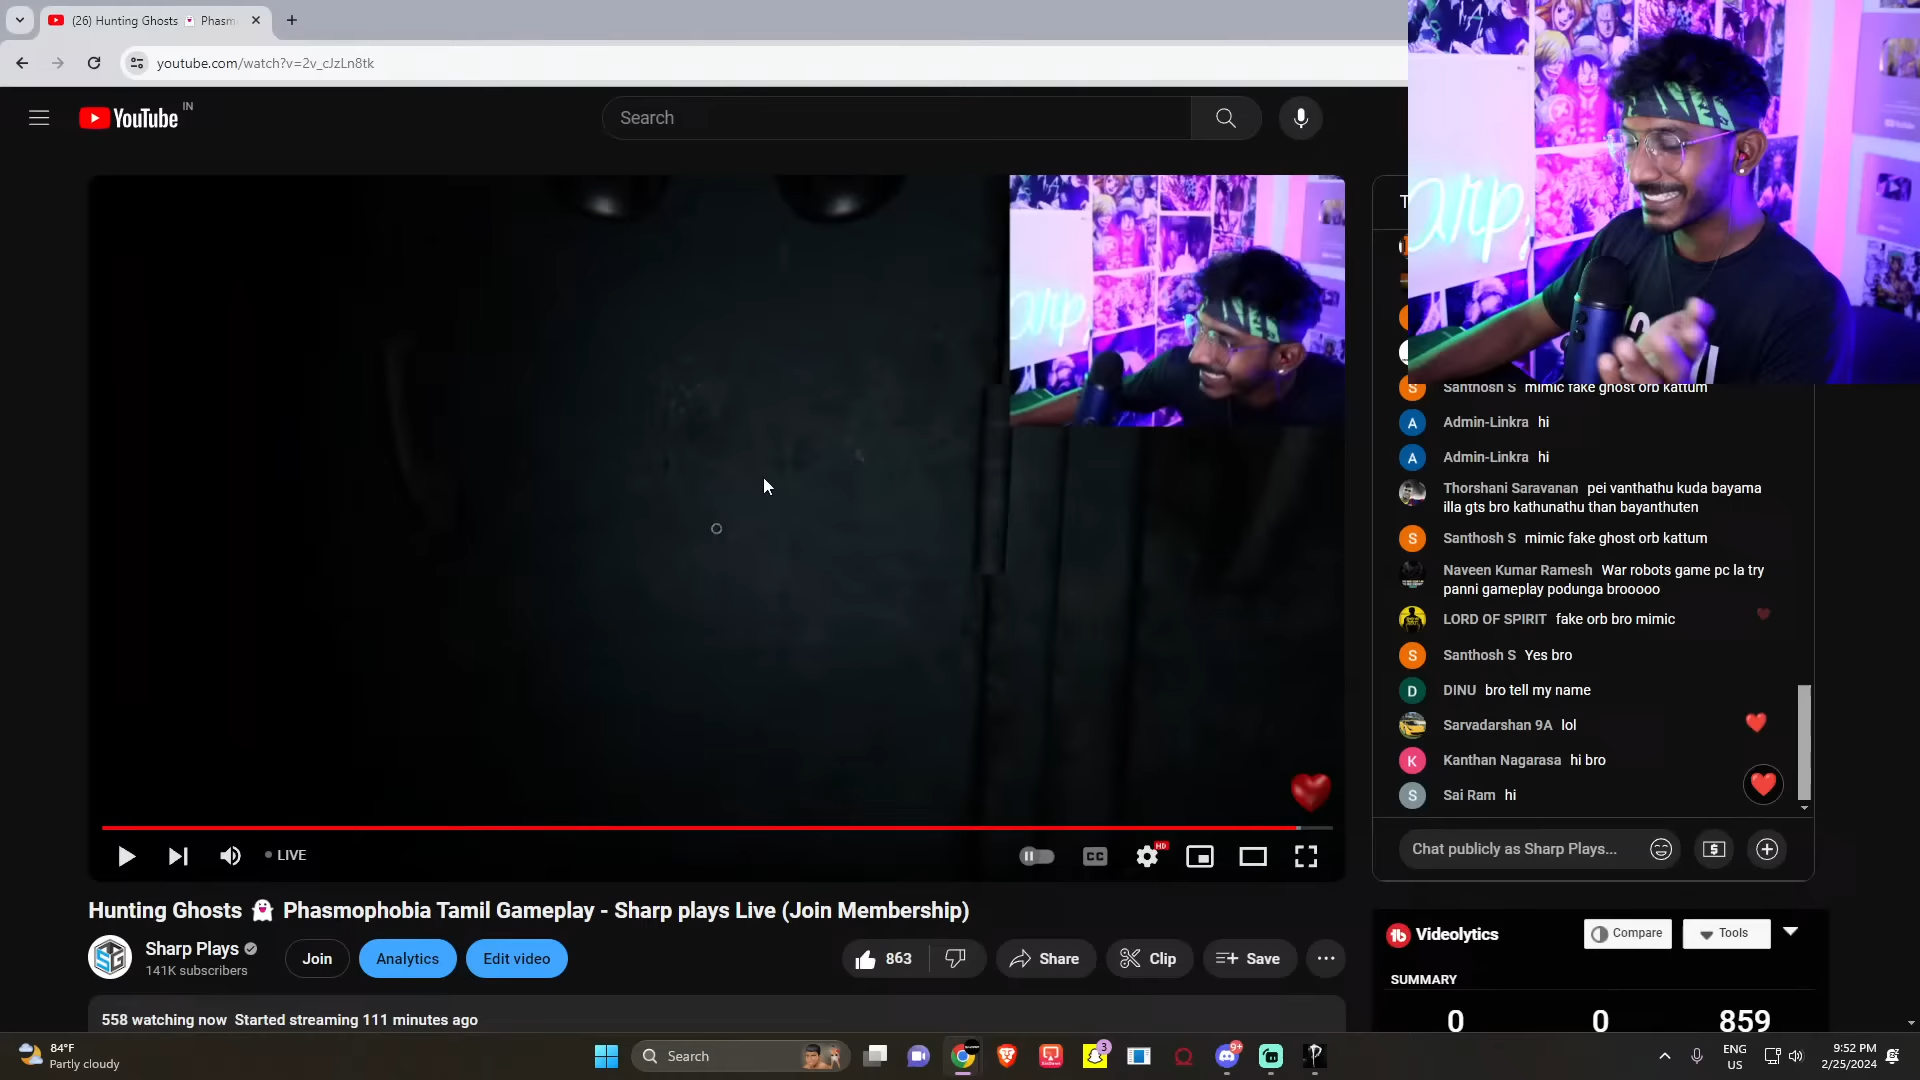 (26) Hunting Ghosts 👻 Phasm
youtube.com/watch?v=2v_cJzLn8tk
YouTube IN
Search
Santhosh S mimic fake ghost orb kattum
Admin-Linkra hi
Admin-Linkra hi
Thorshani Saravanan pei vanthathu kuda bayama
illa gts bro kathunathu than bayanthuten
Santhosh S mimic fake ghost orb kattum
Naveen Kumar Ramesh War robots game pc la try
panni gameplay podunga brooooo
LORD OF SPIRIT fake orb bro mimic
Santhosh S Yes bro
DINU bro tell my name
Sarvadarshan 9A lol
Kanthan Nagarasa hi bro
Sai Ram hi
Chat publicly as Sharp Plays...
LIVE
CC
HD
Hunting Ghosts 👻 Phasmophobia Tamil Gameplay - Sharp plays Live (Join Membership)
Sharp Plays
141K subscribers
Join
Analytics
Edit video
863
Share
Clip
Save
558 watching now Started streaming 111 minutes ago
Videolytics
Compare
Tools
SUMMARY
0 0 859
84°F
Partly cloudy
Search
3
9+
ENG
US
9:52 PM
2/25/2024